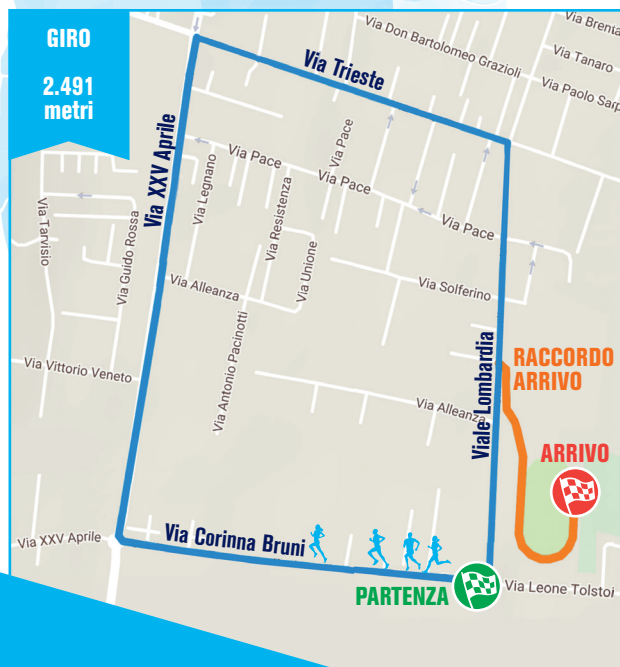 GIRO
2.491
metri
Via Brenta
Via Don Bartolomeo Grazioli
Via Tanaro
Via Trieste
Via Paolo Sarp
Via XXV Aprile
Via Pace
Via Pace
Via Pace
Via Pace
Via Legnano
Via Resistenza
Via Unione
Via Tarvisio
Via Guido Rossa
Via Alleanza
Via Solferino
Via Antonio Pacinotti
Via Vittorio Veneto
Viale Lombardia
RACCORDO
ARRIVO
Via Alleanza
ARRIVO
Via XXV Aprile
Via Corinna Bruni
PARTENZA
Via Leone Tolstoi